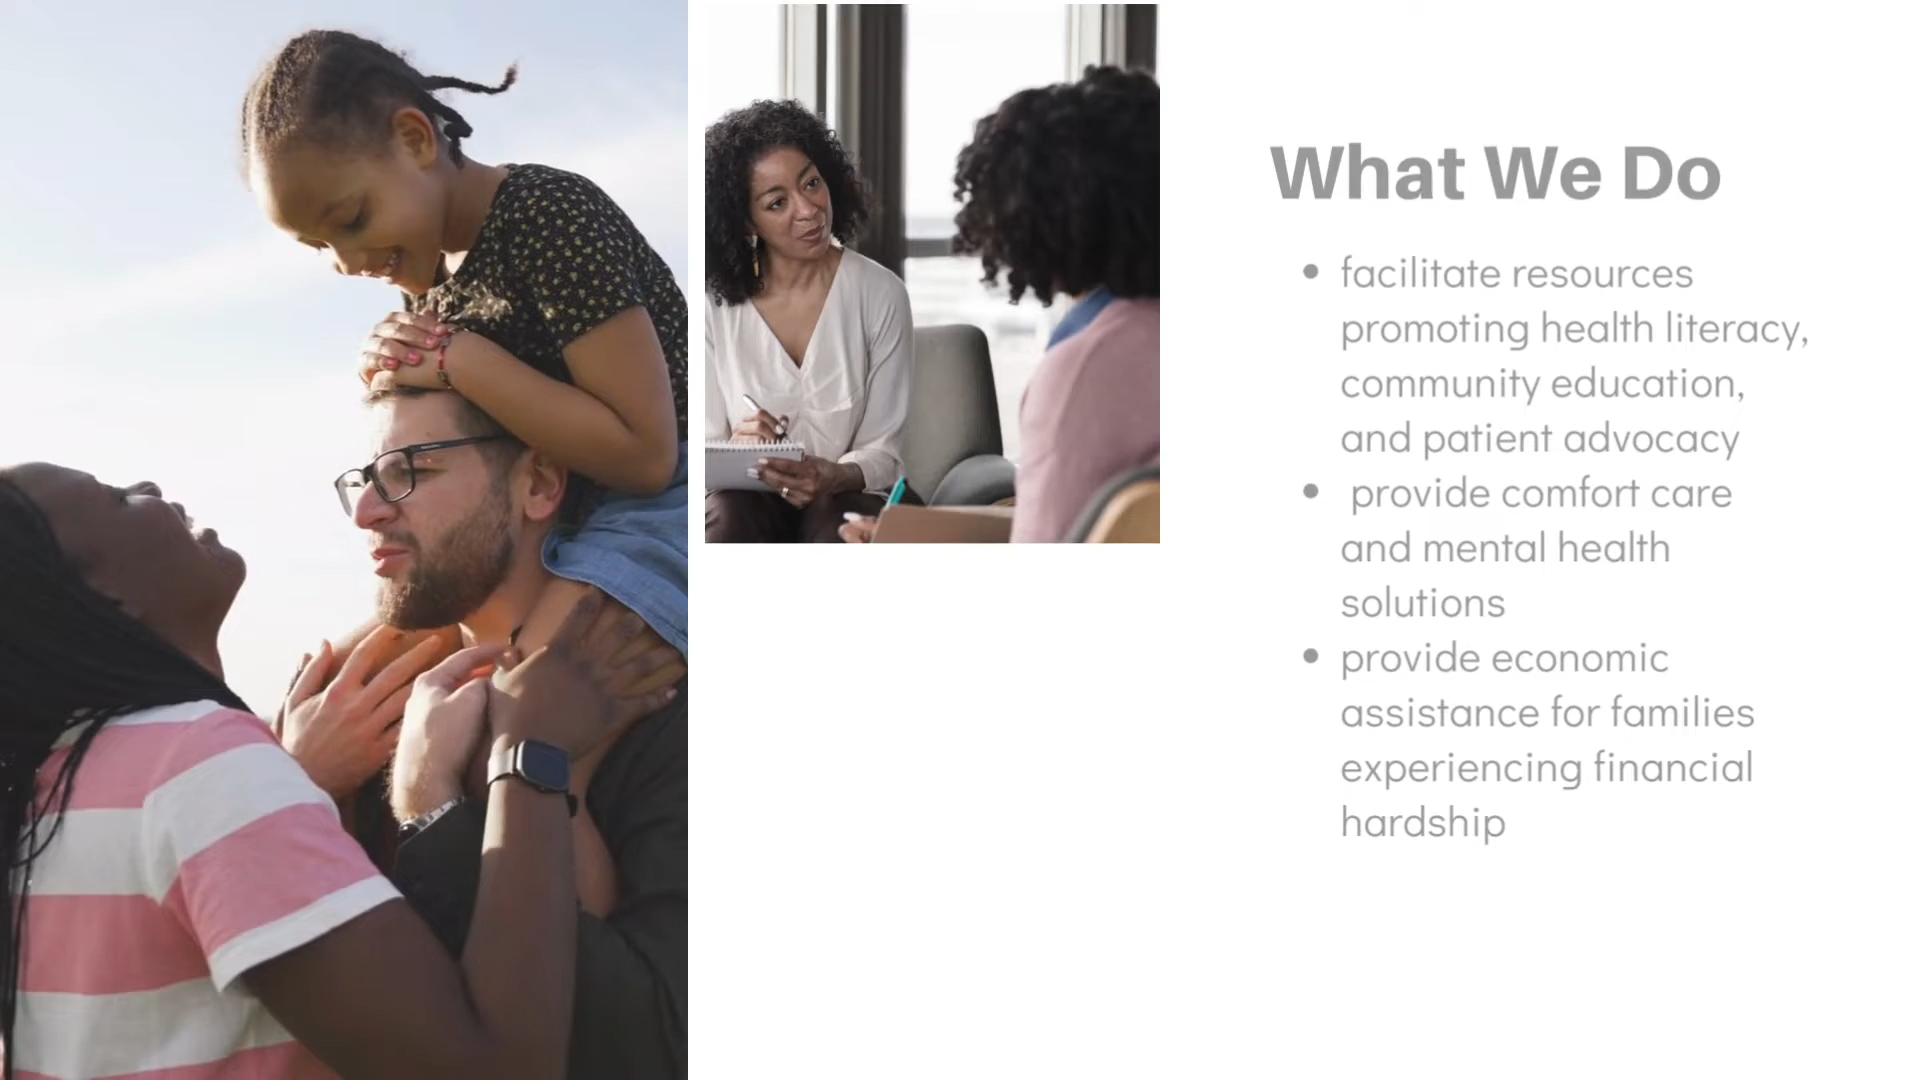 What We Do
• facilitate resources
promoting health literacy,
community education,
and patient advocacy
• provide comfort care
and mental health
solutions
• provide economic
assistance for families
experiencing financial
hardship